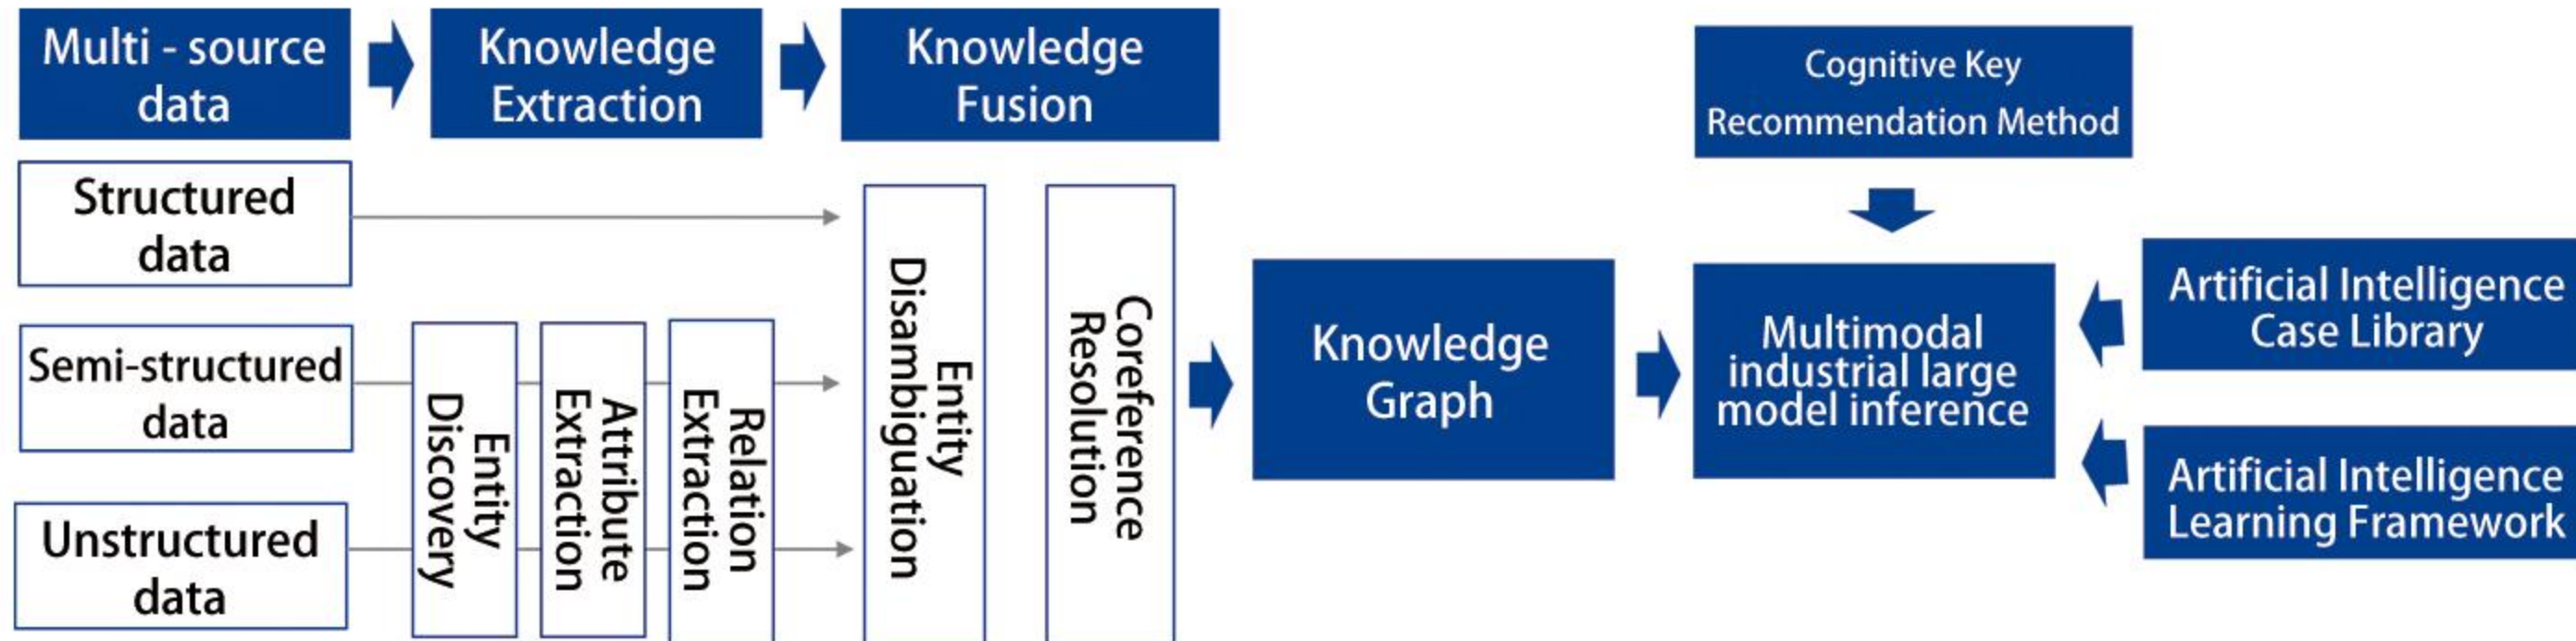 Multi - source
data
Knowledge
Extraction
Knowledge
Fusion
Cognitive Key
Recommendation Method
Structured
data
Semi-structured
data
Unstructured
data
Entity
Discovery
Attribute
Extraction
Relation
Extraction
Entity
Disambiguation
Coreference
Resolution
Knowledge
Graph
Multimodal
industrial large
model inference
Artificial Intelligence
Case Library
Artificial Intelligence
Learning Framework